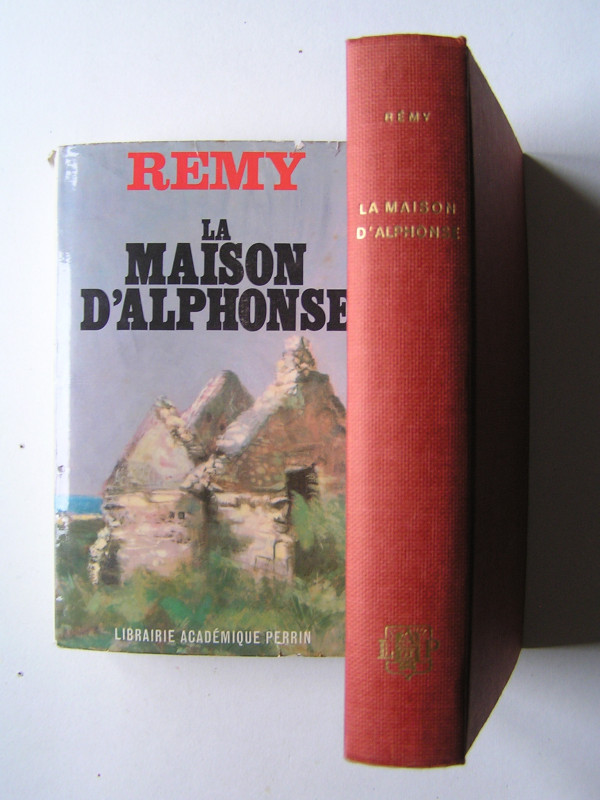 REMY
LA
MAISON
D'ALPHONSE
LIBRAIRIE ACADÉMIQUE PERRIN
RÉMY
LA MAISON
D'ALPHONSE
L A P